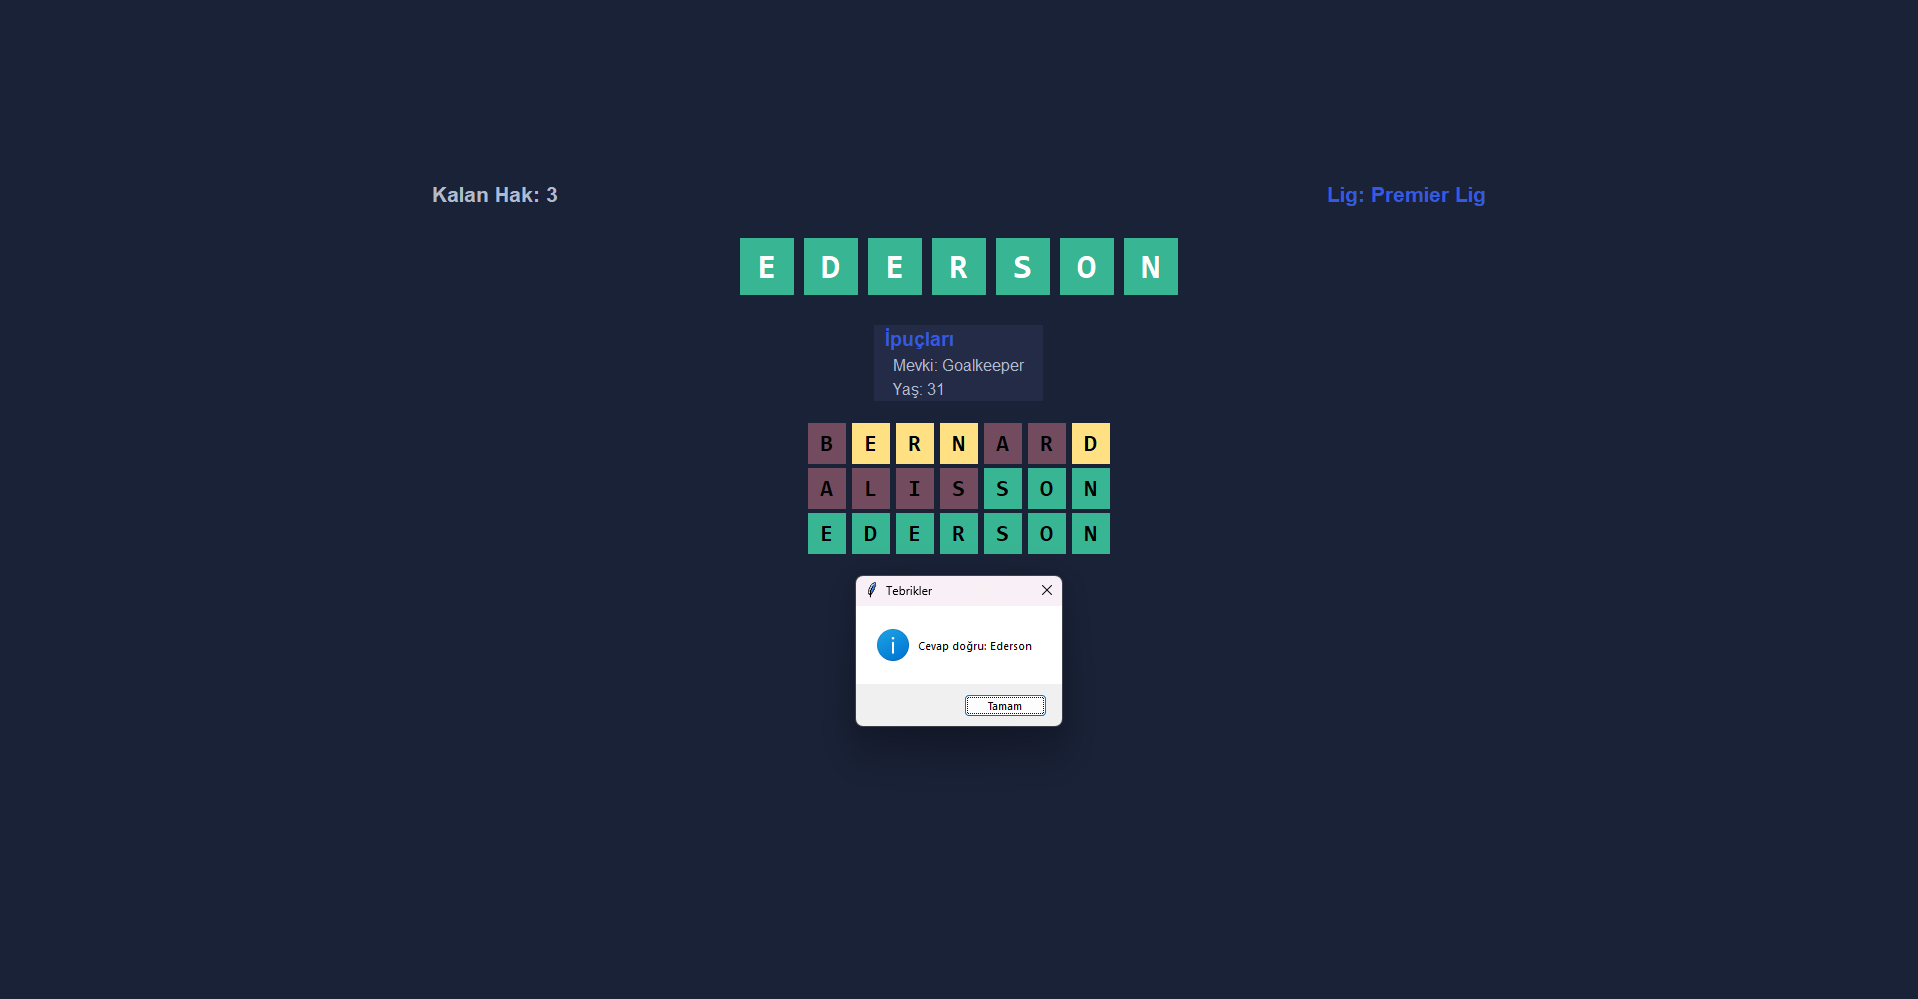 Kalan Hak: 3
Lig: Premier Lig
E D E R S O N
İpuçları
Mevki: Goalkeeper
Yaş: 31
B E R N A R D
A L I S S O N
E D E R S O N
Tebrikler
Cevap doğru: Ederson
Tamam